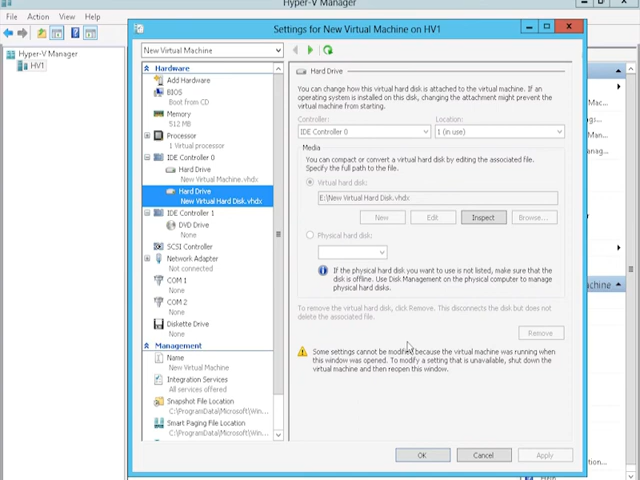 Hyper-V Manager
File Action View Help
Hyper-V Manager
HV1
Settings for New Virtual Machine on HV1
New Virtual Machine
Hardware
Add Hardware
BIOS
Boot from CD
Memory
512 MB
Processor
1 Virtual processor
IDE Controller 0
Hard Drive
New Virtual Machine.vhdx
Hard Drive
New Virtual Hard Disk.vhdx
IDE Controller 1
DVD Drive
None
SCSI Controller
Network Adapter
Not connected
COM 1
None
COM 2
None
Diskette Drive
None
Management
Name
New Virtual Machine
Integration Services
All services offered
Snapshot File Location
C:\ProgramData\Microsoft\Win...
Smart Paging File Location
C:\ProgramData\Microsoft\Win...
Hard Drive
You can change how this virtual hard disk is attached to the virtual machine. If an
operating system is installed on this disk, changing the attachment might prevent the
virtual machine from starting.
Controller: Location:
IDE Controller 0 1 (in use)
Media
You can compact or convert a virtual hard disk by editing the associated file.
Specify the full path to the file.
Virtual hard disk:
E:\New Virtual Hard Disk.vhdx
New Edit Inspect Browse...
Physical hard disk:
If the physical hard disk you want to use is not listed, make sure that the
disk is offline. Use Disk Management on the physical computer to manage
physical hard disks.
To remove the virtual hard disk, click Remove. This disconnects the disk but does not
delete the associated file.
Remove
Some settings cannot be modified because the virtual machine was running when
this window was opened. To modify a setting that is unavailable, shut down the
virtual machine and then reopen this window.
OK Cancel Apply